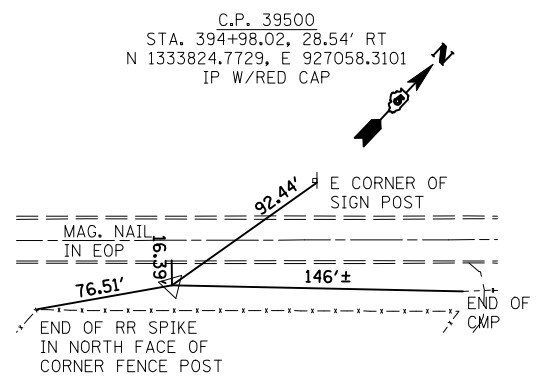 C.P. 39500
STA. 394+98.02, 28.54' RT
N 1333824.7729, E 927058.3101
IP W/RED CAP
N
92.44'
E CORNER OF
SIGN POST
MAG. NAIL
IN EOP
16.39'
76.51'
146'±
END OF
CMP
END OF RR SPIKE
IN NORTH FACE OF
CORNER FENCE POST